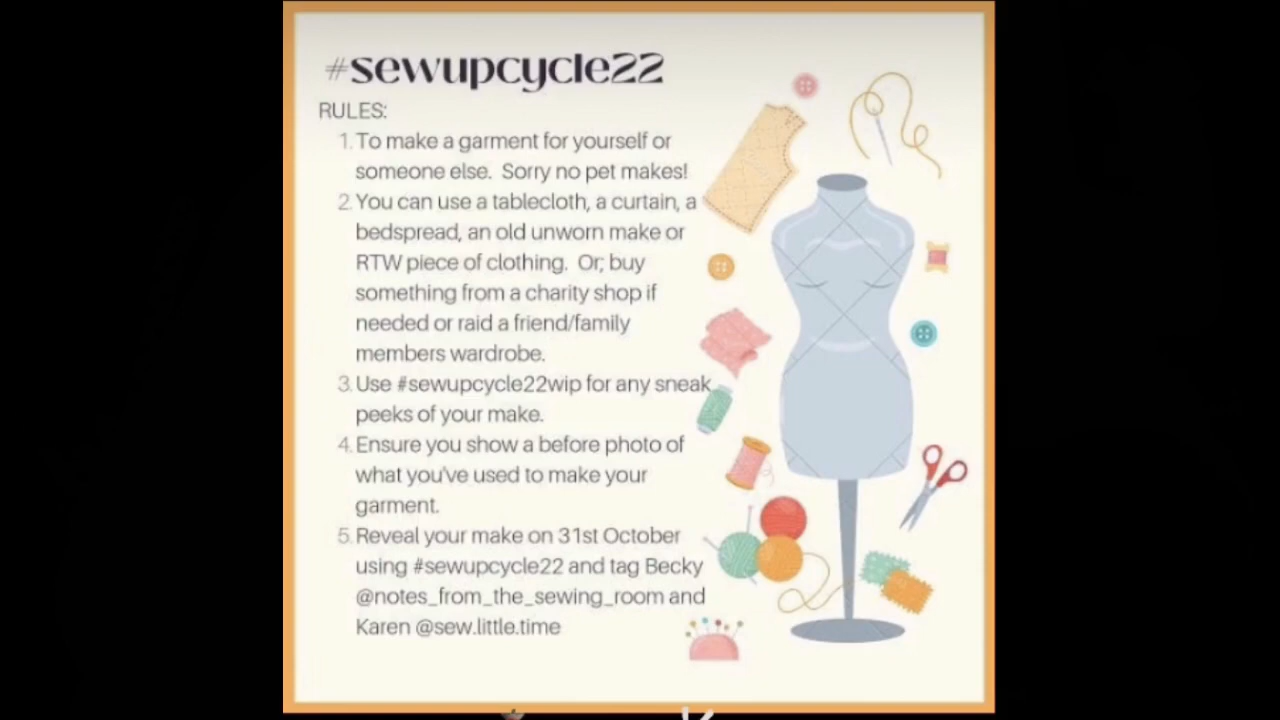 #sewupcycle22
RULES:
1. To make a garment for yourself or
someone else.  Sorry no pet makes!
2. You can use a tablecloth, a curtain, a
bedspread, an old unworn make or
RTW piece of clothing.  Or; buy
something from a charity shop if
needed or raid a friend/family
members wardrobe.
3. Use #sewupcycle22wip for any sneak
peeks of your make.
4. Ensure you show a before photo of
what you've used to make your
garment.
5. Reveal your make on 31st October
using #sewupcycle22 and tag Becky
@notes_from_the_sewing_room and
Karen @sew.little.time